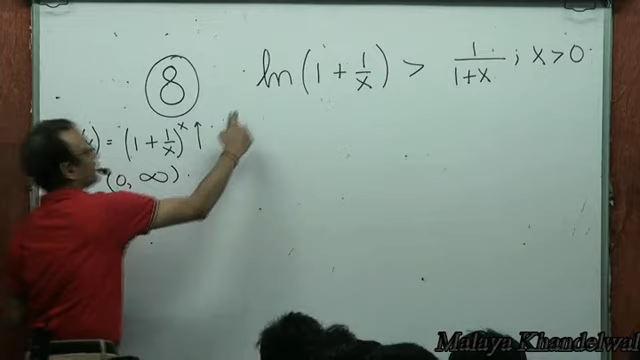 ⑧ ln(1 + 1/x) > 1/(1+x) ; x > 0.
x) = (1 + 1/x)^x ↑
(0, ∞).
Malaya Khandelwal